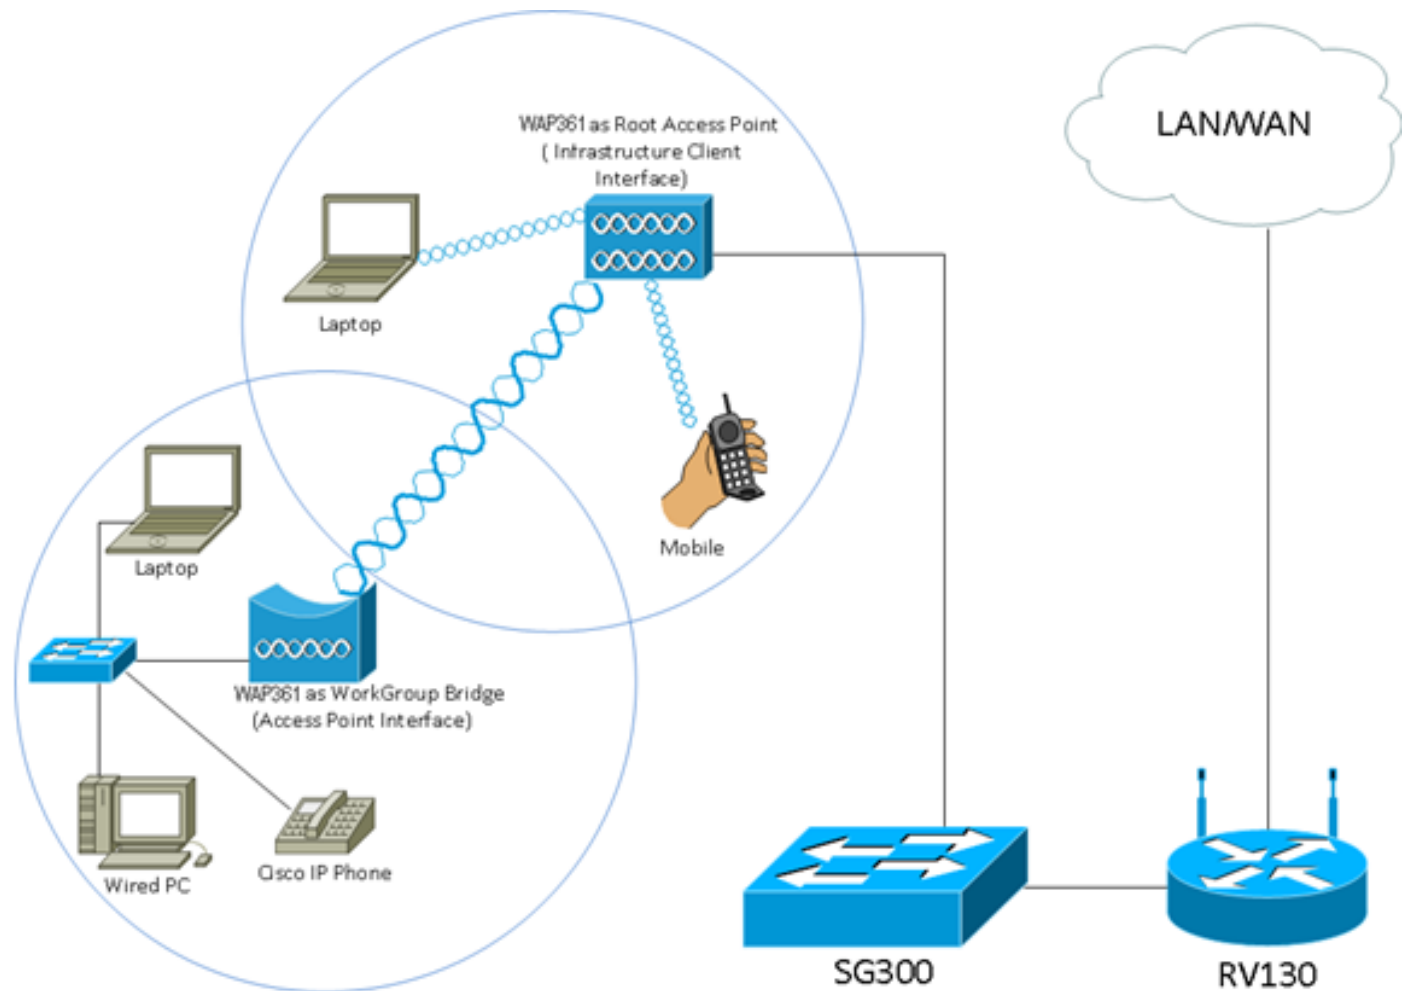 LAN/WAN
WAP361 as Root Access Point
( Infrastructure Client
Interface)
Laptop
Mobile
Laptop
WAP361 as WorkGroup Bridge
(Access Point Interface)
Wired PC
Cisco IP Phone
SG300
RV130